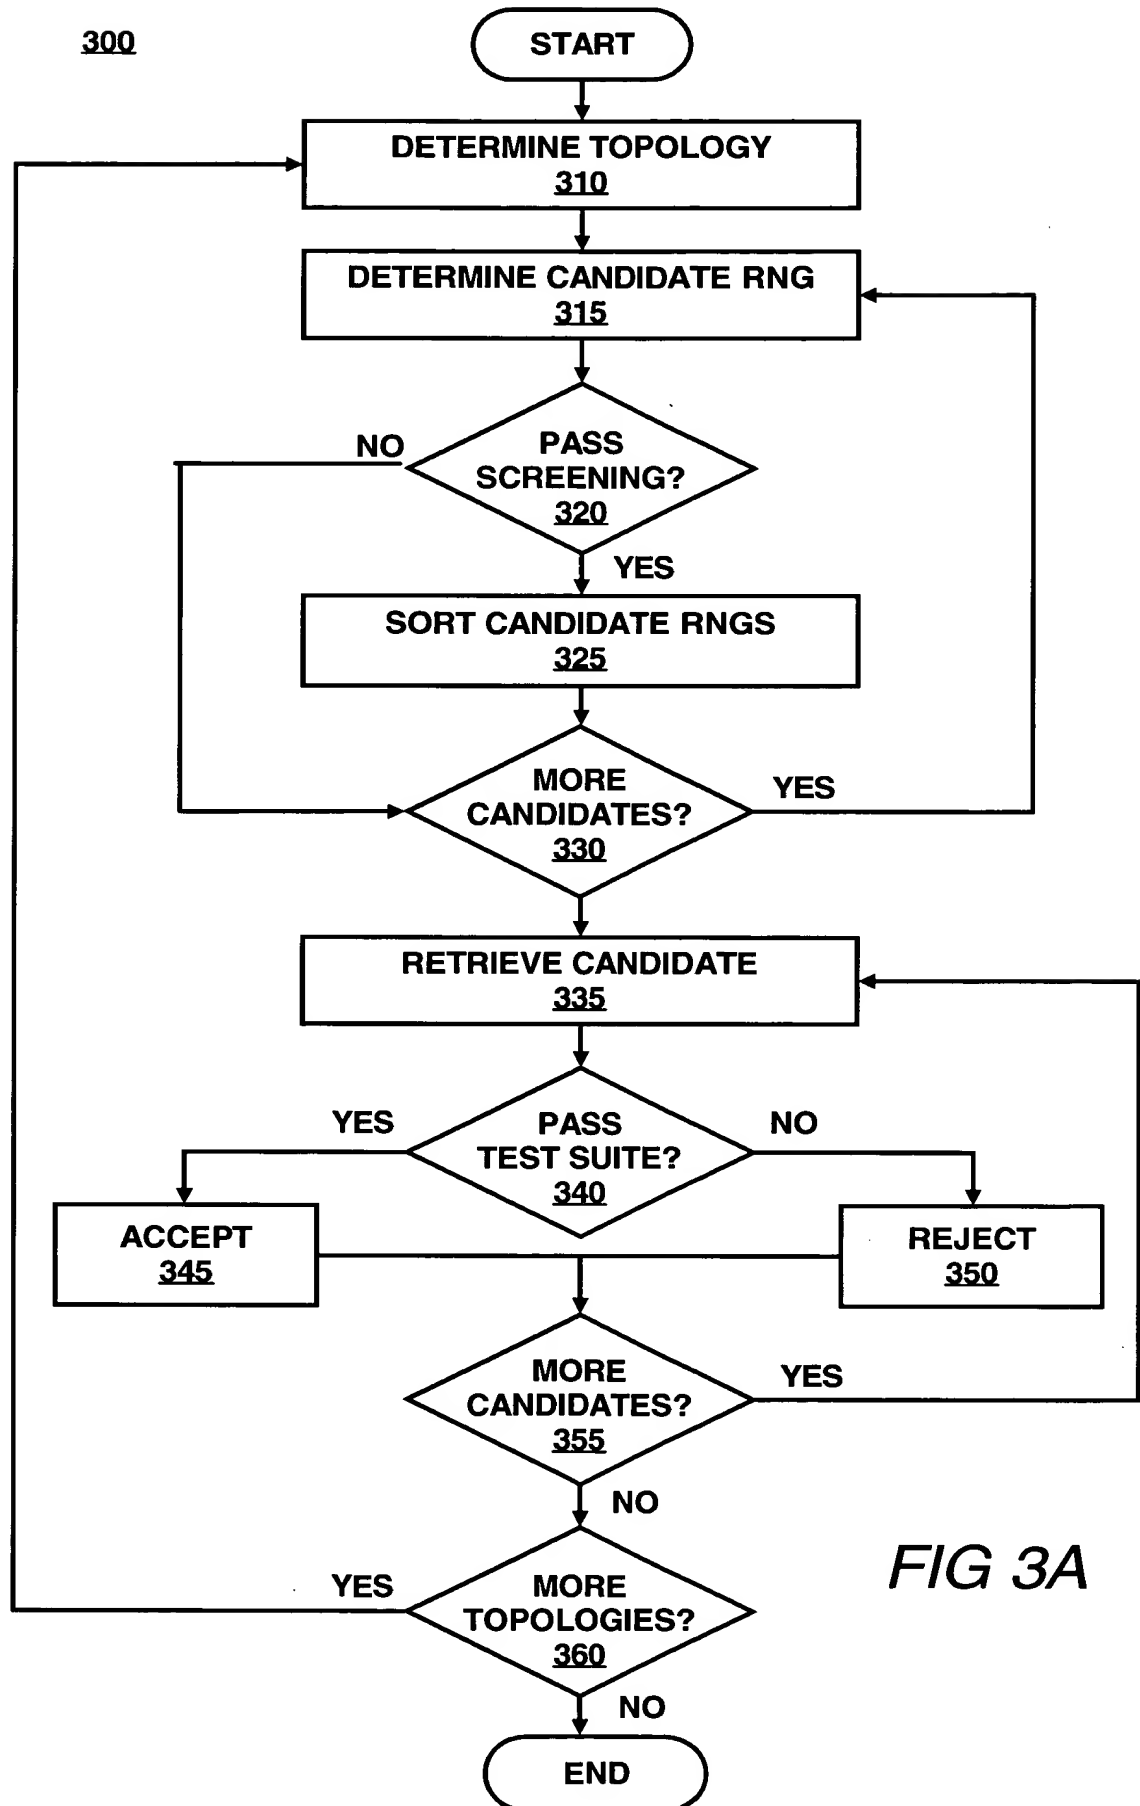 300
START
DETERMINE TOPOLOGY
310
DETERMINE CANDIDATE RNG
315
NO
PASS
SCREENING?
320
YES
SORT CANDIDATE RNGS
325
MORE
CANDIDATES?
330
YES
RETRIEVE CANDIDATE
335
YES
PASS
TEST SUITE?
340
NO
ACCEPT
345
REJECT
350
MORE
CANDIDATES?
355
YES
NO
YES
MORE
TOPOLOGIES?
360
FIG 3A
NO
END